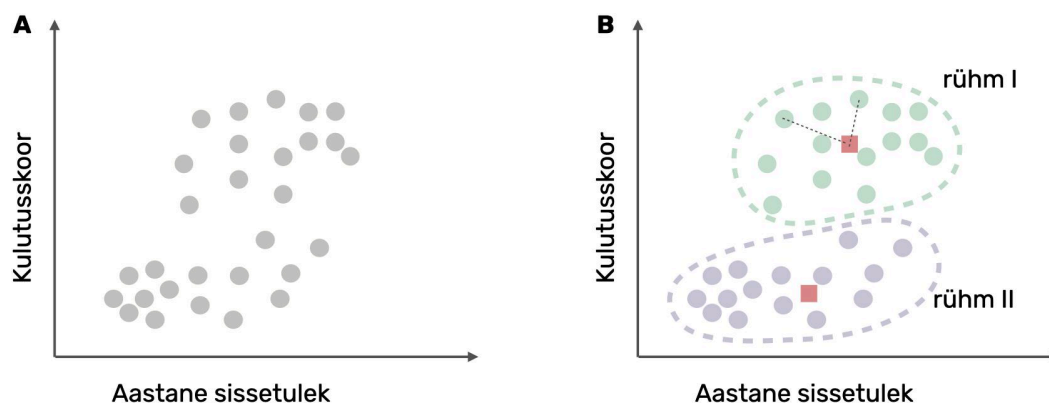 A
Kulutusskoor
Aastane sissetulek
B
rühm I
Kulutusskoor
rühm II
Aastane sissetulek